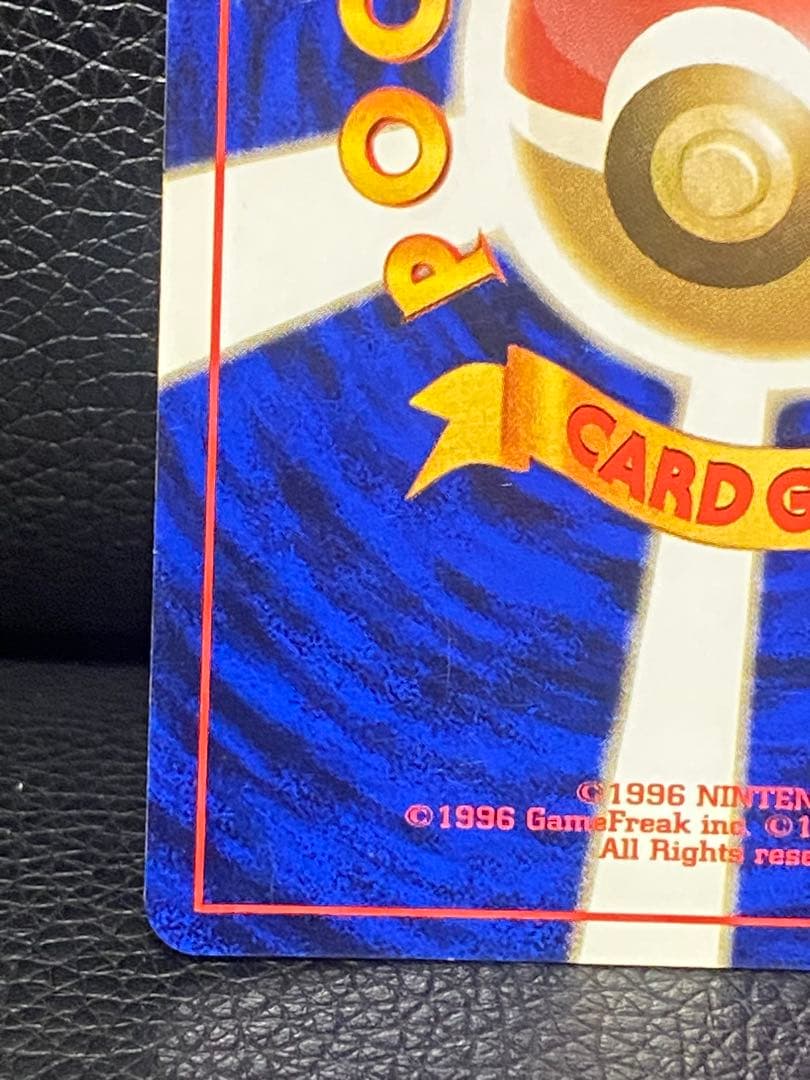 POC
CARD G
©1996 NINTEN
©1996 GameFreak inc. ©1
All Rights rese